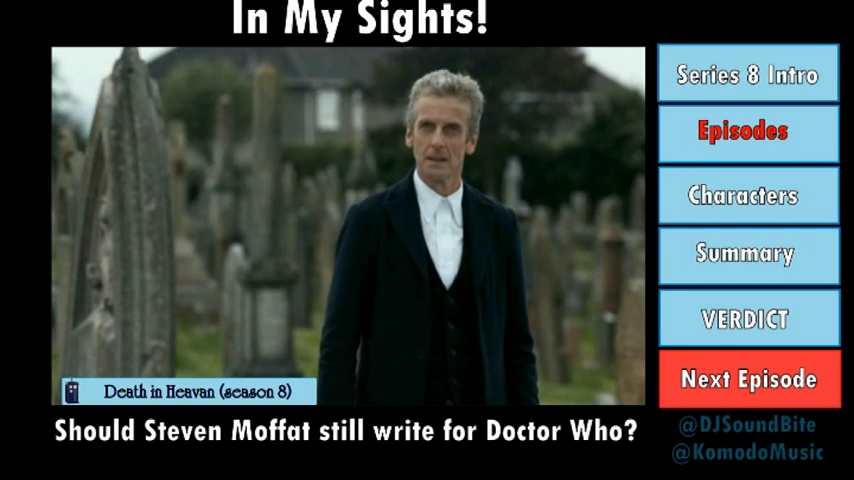 In My Sights!
Series 8 Intro
Episodes
Characters
Summary
VERDICT
Next Episode
Death in Heavan (season 8)
Should Steven Moffat still write for Doctor Who?
@DJSoundBite
@KomodoMusic